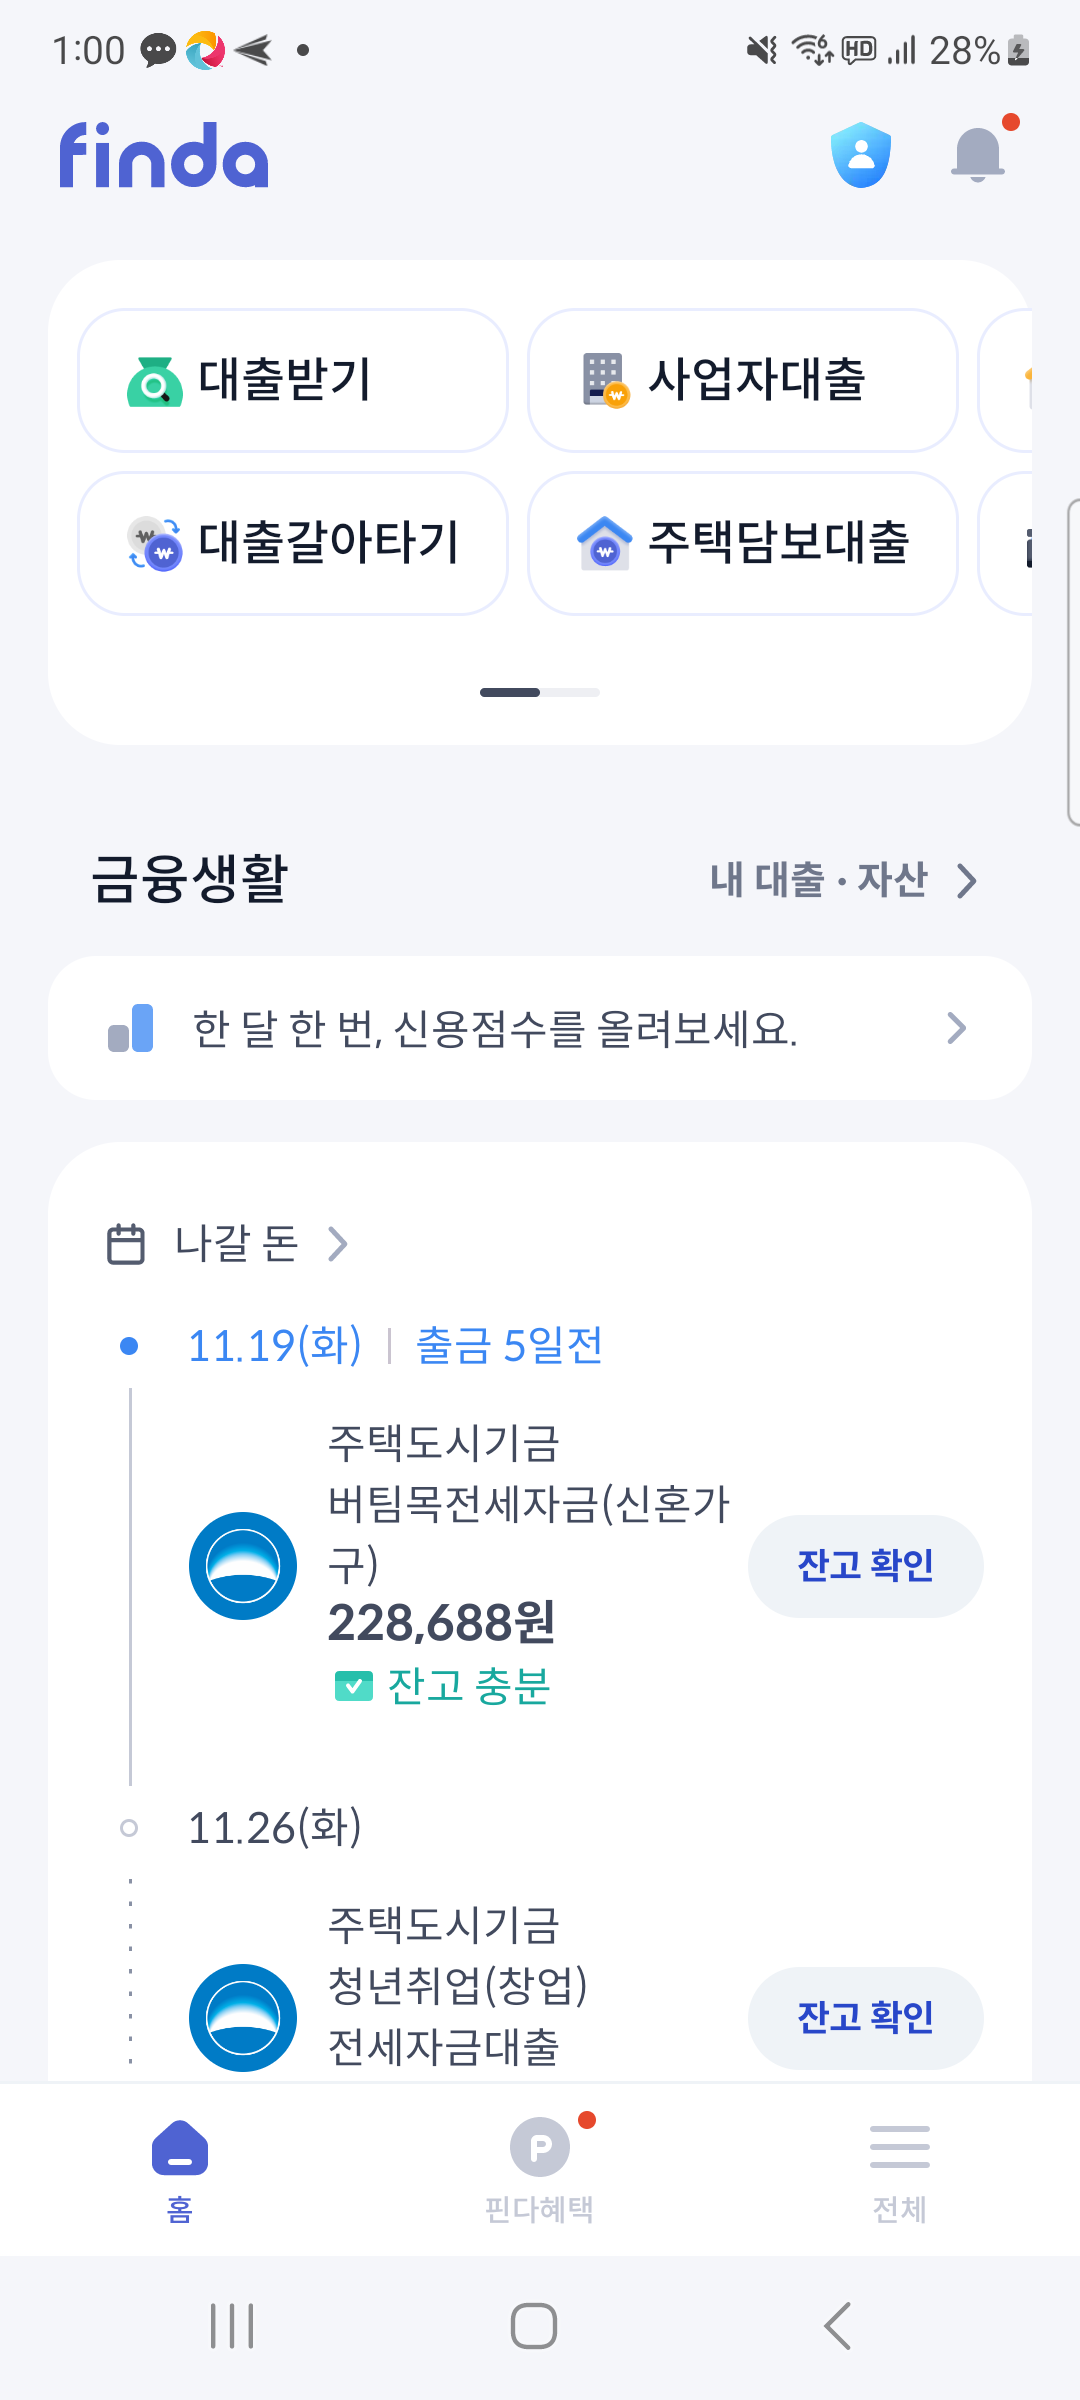 1:00
HD
28%
finda
대출받기
사업자대출
대출갈아타기
주택담보대출
금융생활
내 대출 · 자산
한 달 한 번, 신용점수를 올려보세요.
나갈 돈
11.19(화) | 출금 5일전
주택도시기금
버팀목전세자금(신혼가
구)
228,688원
잔고 충분
잔고 확인
11.26(화)
주택도시기금
청년취업(창업)
전세자금대출
잔고 확인
홈
핀다혜택
전체